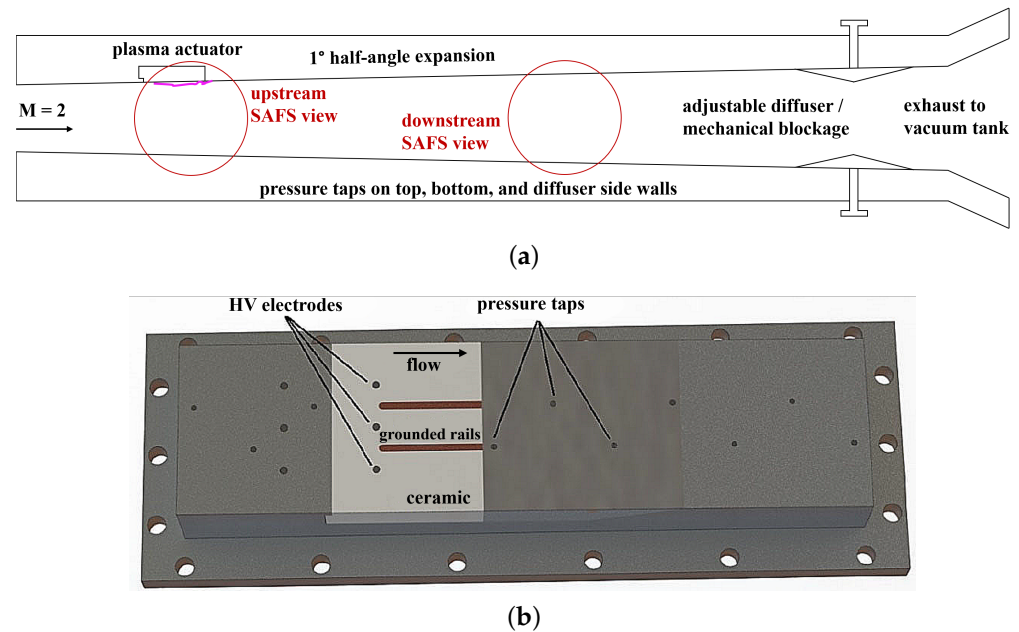 plasma actuator
1° half-angle expansion
M = 2
upstream
SAFS view
downstream
SAFS view
adjustable diffuser /
mechanical blockage
exhaust to
vacuum tank
pressure taps on top, bottom, and diffuser side walls
(a)
HV electrodes
pressure taps
flow
grounded rails
ceramic
(b)